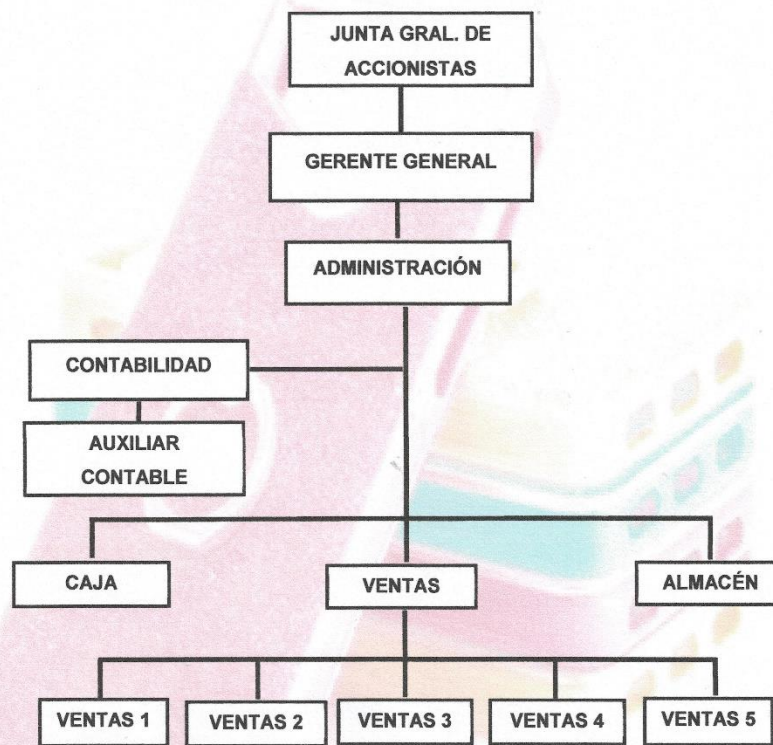 JUNTA GRAL. DE
ACCIONISTAS
GERENTE GENERAL
ADMINISTRACIÓN
CONTABILIDAD
AUXILIAR
CONTABLE
CAJA
VENTAS
ALMACÉN
VENTAS 1
VENTAS 2
VENTAS 3
VENTAS 4
VENTAS 5